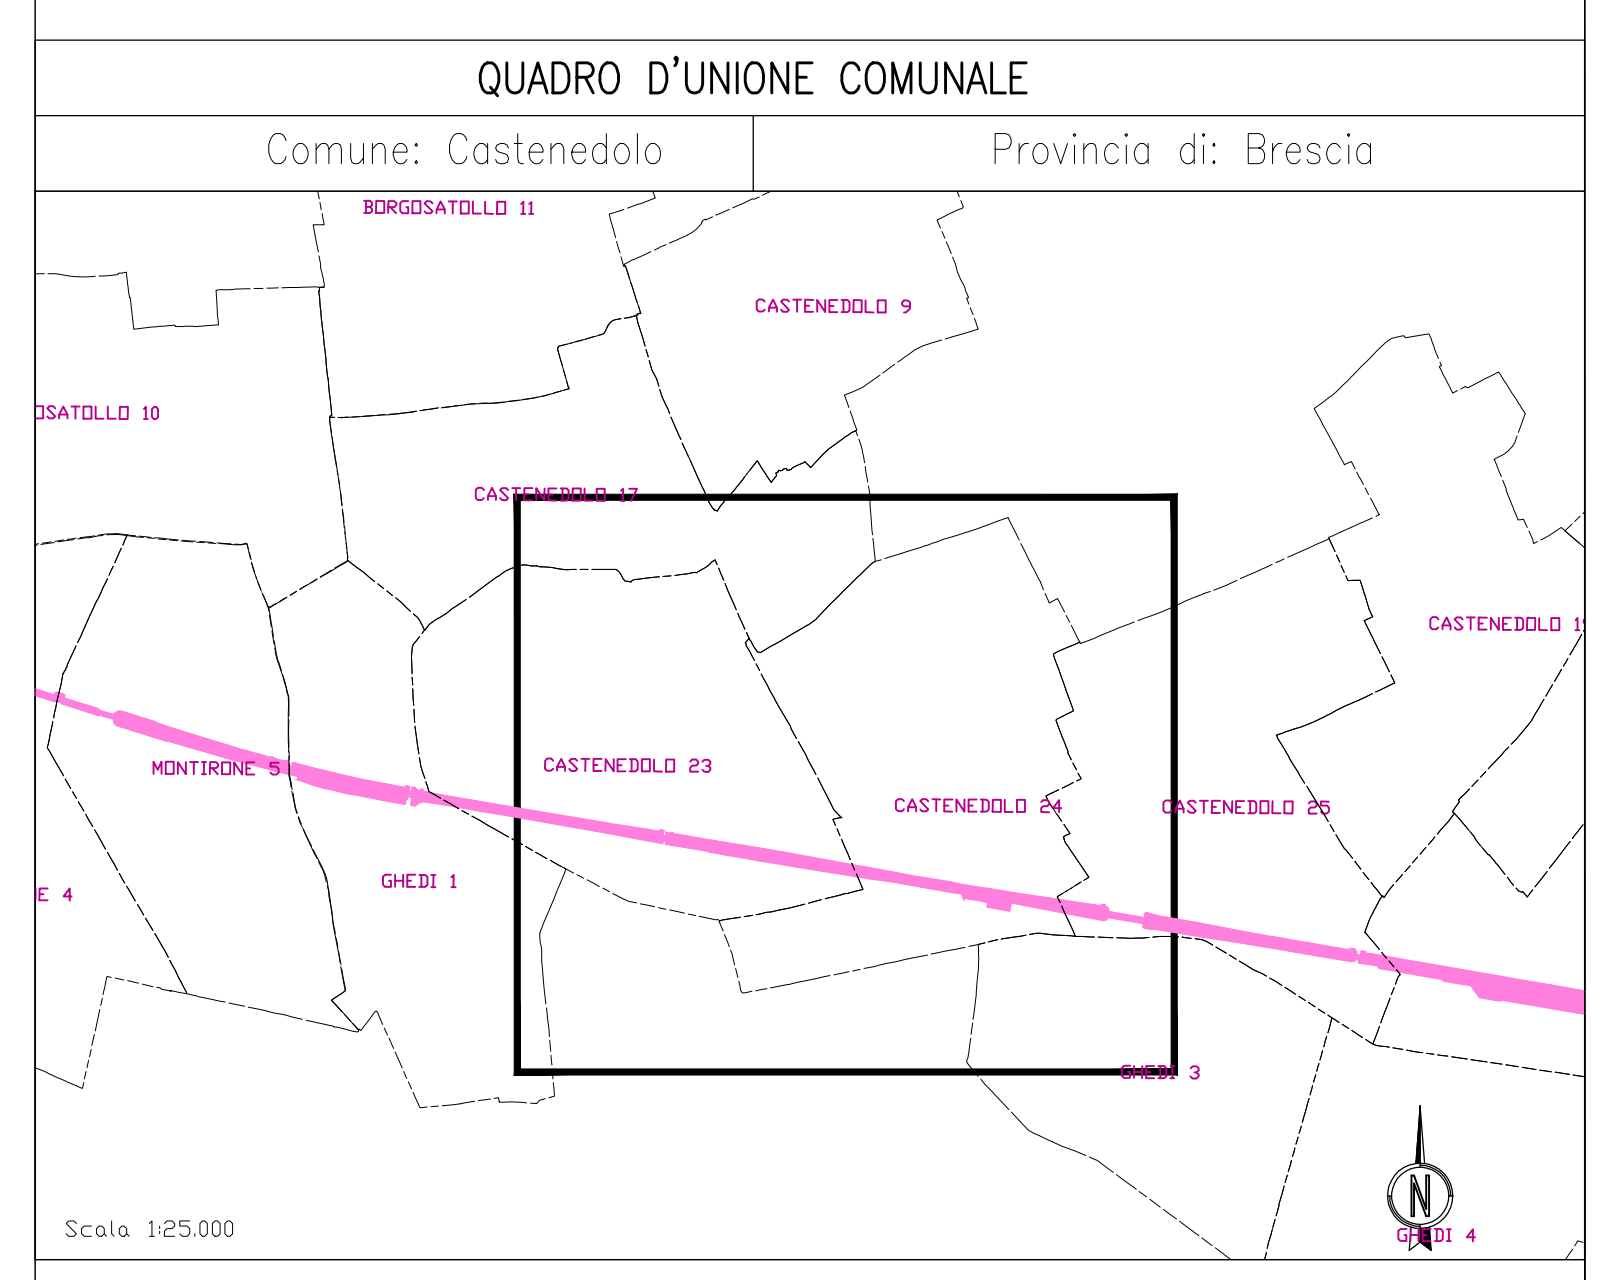 QUADRO D'UNIONE COMUNALE
Comune: Castenedolo
Provincia di: Brescia
BORGOSATOLLO 11
CASTENEDOLO 9
OSATOLLO 10
CASTENEDOLO 17
CASTENEDOLO 19
MONTIRONE 5
CASTENEDOLO 23
CASTENEDOLO 24
CASTENEDOLO 25
GHEDI 1
E 4
GHEDI 3
N
Scala 1:25.000
GHEDI 4